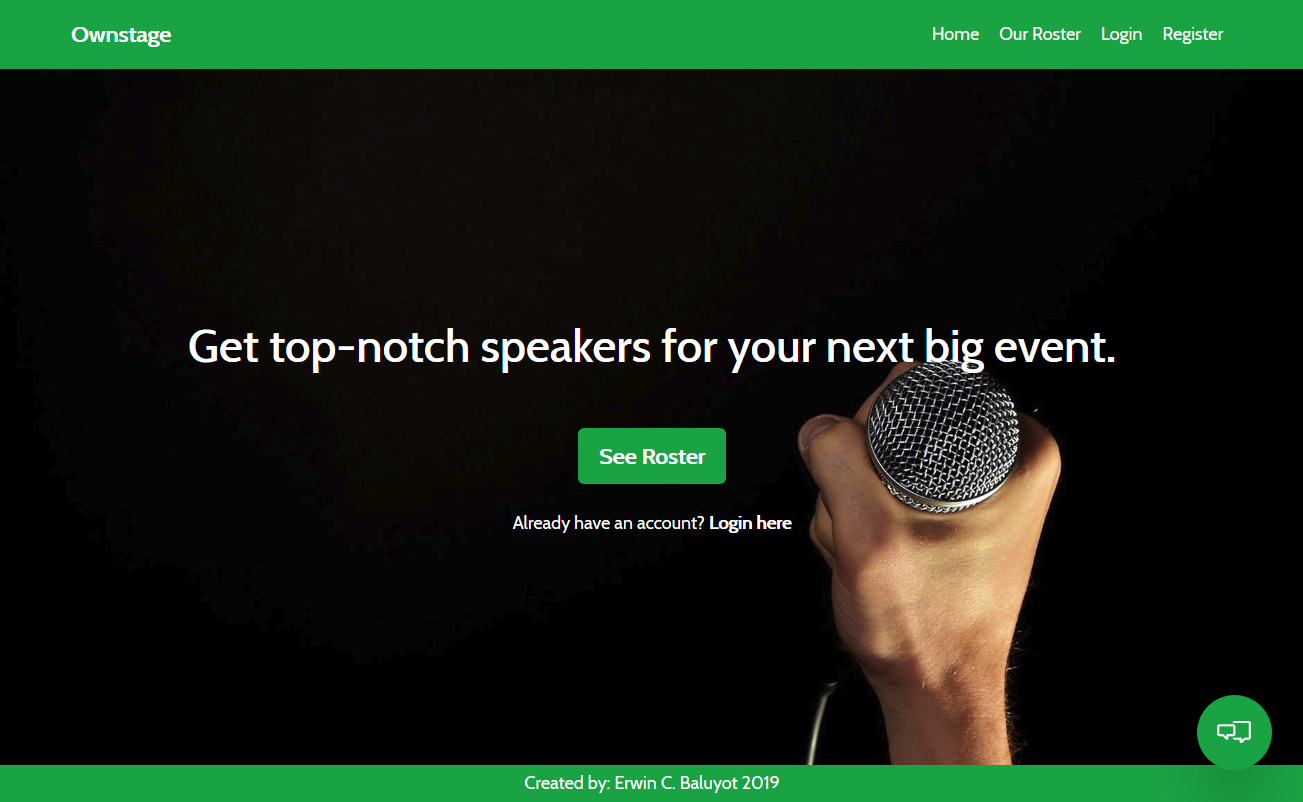 Ownstage
Home Our Roster Login Register
Get top-notch speakers for your next big event.
See Roster
Already have an account? Login here
Created by: Erwin C. Baluyot 2019